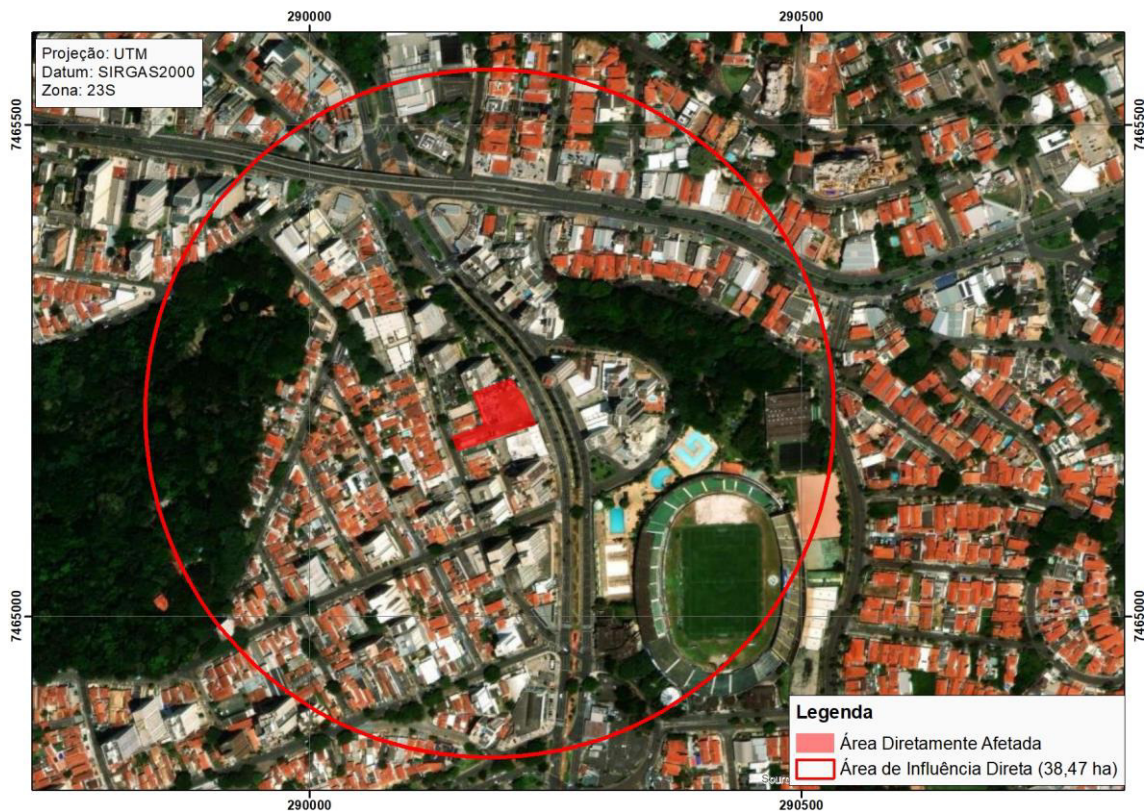 290000
290500
Projeção: UTM
Datum: SIRGAS2000
Zona: 23S
7465500
7465500
7465000
7465000
Legenda
Área Diretamente Afetada
Área de Influência Direta (38,47 ha)
290000
290500